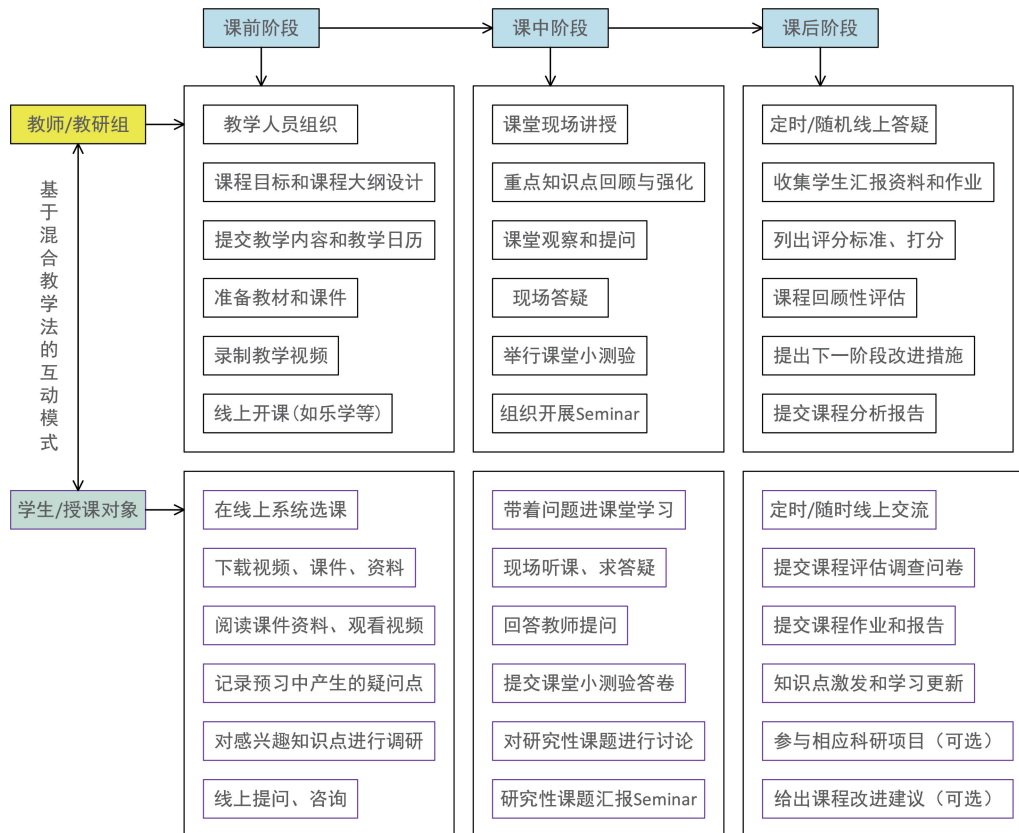 课前阶段
课中阶段
课后阶段
教师/教研组
教学人员组织
课程目标和课程大纲设计
提交教学内容和教学日历
准备教材和课件
录制教学视频
线上开课(如乐学等)
课堂现场讲授
重点知识点回顾与强化
课堂观察和提问
现场答疑
举行课堂小测验
组织开展Seminar
定时/随机线上答疑
收集学生汇报资料和作业
列出评分标准、打分
课程回顾性评估
提出下一阶段改进措施
提交课程分析报告
基于混合教学法的互动模式
学生/授课对象
在线上系统选课
下载视频、课件、资料
阅读课件资料、观看视频
记录预习中产生的疑问点
对感兴趣知识点进行调研
线上提问、咨询
带着问题进课堂学习
现场听课、求答疑
回答教师提问
提交课堂小测验答卷
对研究性课题进行讨论
研究性课题汇报Seminar
定时/随时线上交流
提交课程评估调查问卷
提交课程作业和报告
知识点激发和学习更新
参与相应科研项目（可选）
给出课程改进建议（可选）